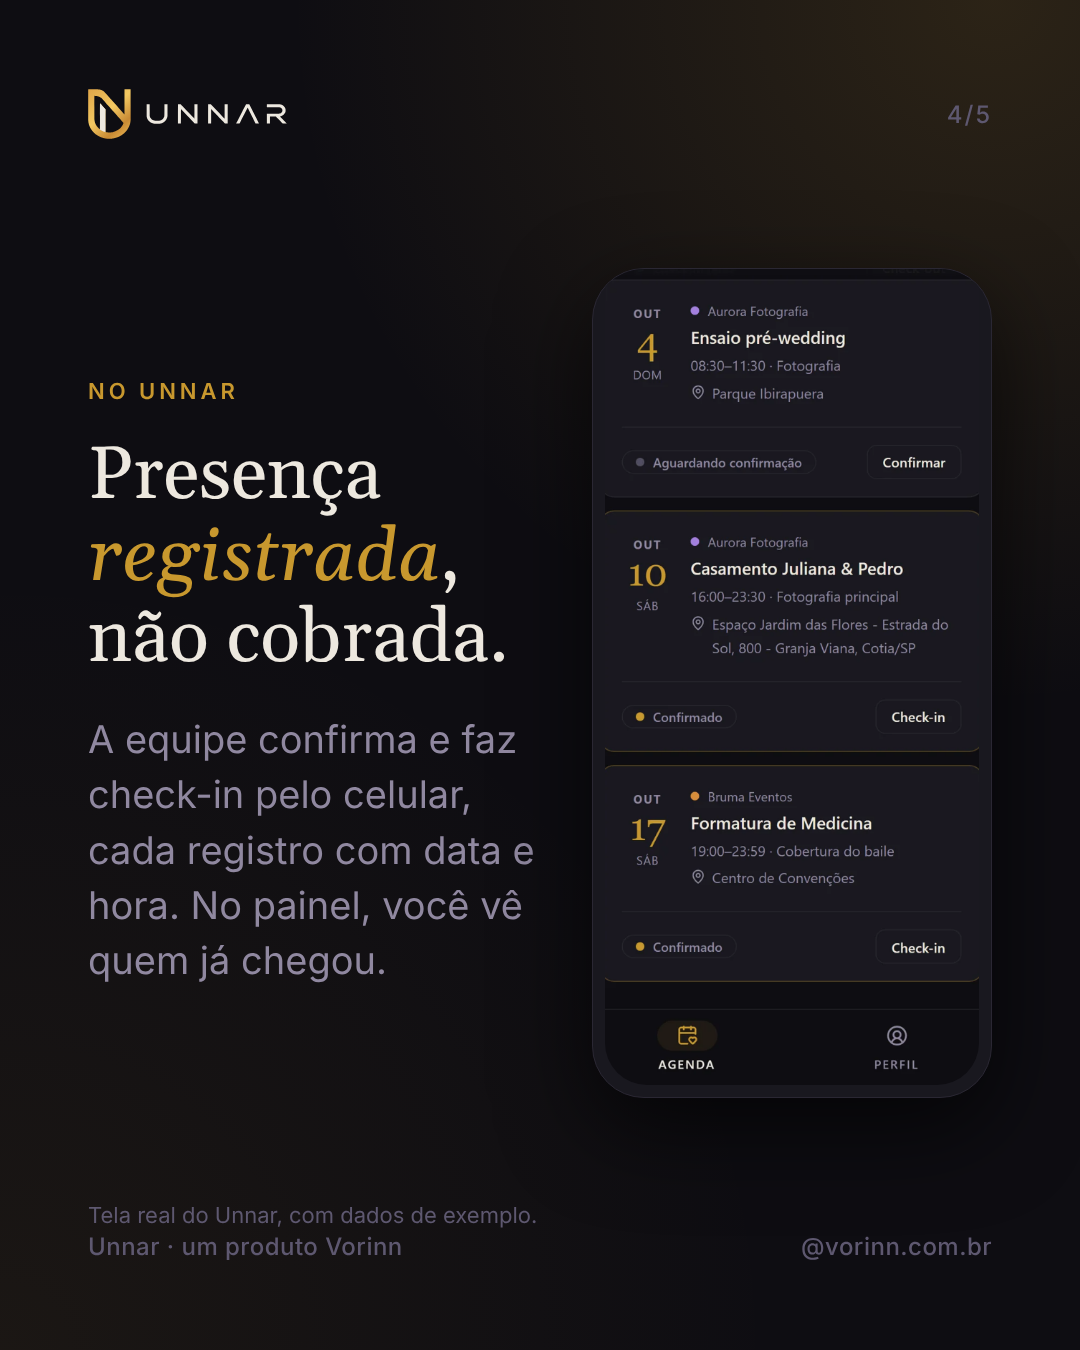 UNNAR
4/5
NO UNNAR
Presença
registrada,
não cobrada.
A equipe confirma e faz
check-in pelo celular,
cada registro com data e
hora. No painel, você vê
quem já chegou.
OUT
4
DOM
Aurora Fotografia
Ensaio pré-wedding
08:30–11:30 · Fotografia
Parque Ibirapuera
Aguardando confirmação
Confirmar
OUT
10
SÁB
Aurora Fotografia
Casamento Juliana & Pedro
16:00–23:30 · Fotografia principal
Espaço Jardim das Flores - Estrada do
Sol, 800 - Granja Viana, Cotia/SP
Confirmado
Check-in
OUT
17
SÁB
Bruma Eventos
Formatura de Medicina
19:00–23:59 · Cobertura do baile
Centro de Convenções
Confirmado
Check-in
AGENDA
PERFIL
Tela real do Unnar, com dados de exemplo.
Unnar · um produto Vorinn
@vorinn.com.br